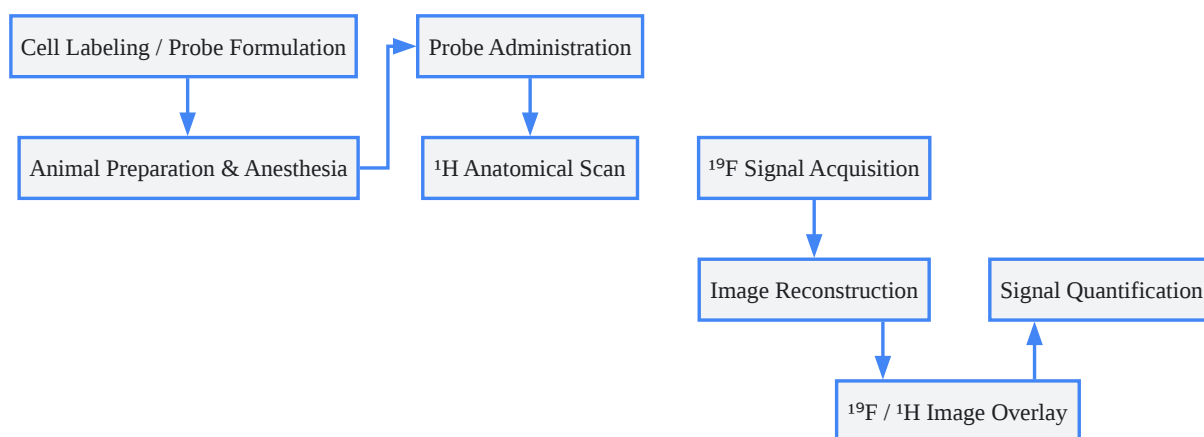 Cell Labeling / Probe Formulation
Animal Preparation & Anesthesia
Probe Administration
¹H Anatomical Scan
¹⁹F Signal Acquisition
Image Reconstruction
¹⁹F / ¹H Image Overlay
Signal Quantification